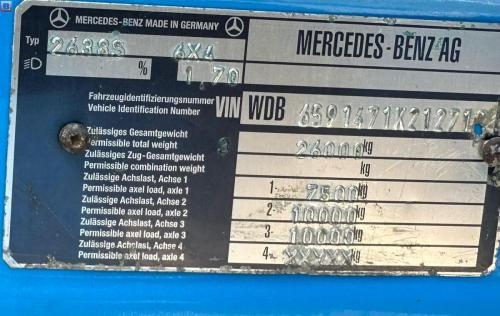 MERCEDES-BENZ MADE IN GERMANY
MERCEDES-BENZ AG
Typ 2638S 6X4
% 1,70
Fahrzeugidentifizierungsnummer
Vehicle Identification Number
VIN WDB 6591471X21271
Zulässiges Gesamtgewicht
Permissible total weight
26000 kg
Zulässiges Zug-Gesamtgewicht
Permissible combination weight
kg
Zulässige Achslast, Achse 1
Permissible axel load, axle 1
1- 7500 kg
Zulässige Achslast, Achse 2
Permissible axel load, axle 2
2- 10000 kg
Zulässige Achslast, Achse 3
Permissible axel load, axle 3
3- 10000 kg
Zulässige Achslast, Achse 4
Permissible axel load, axle 4
4- XXXXX kg